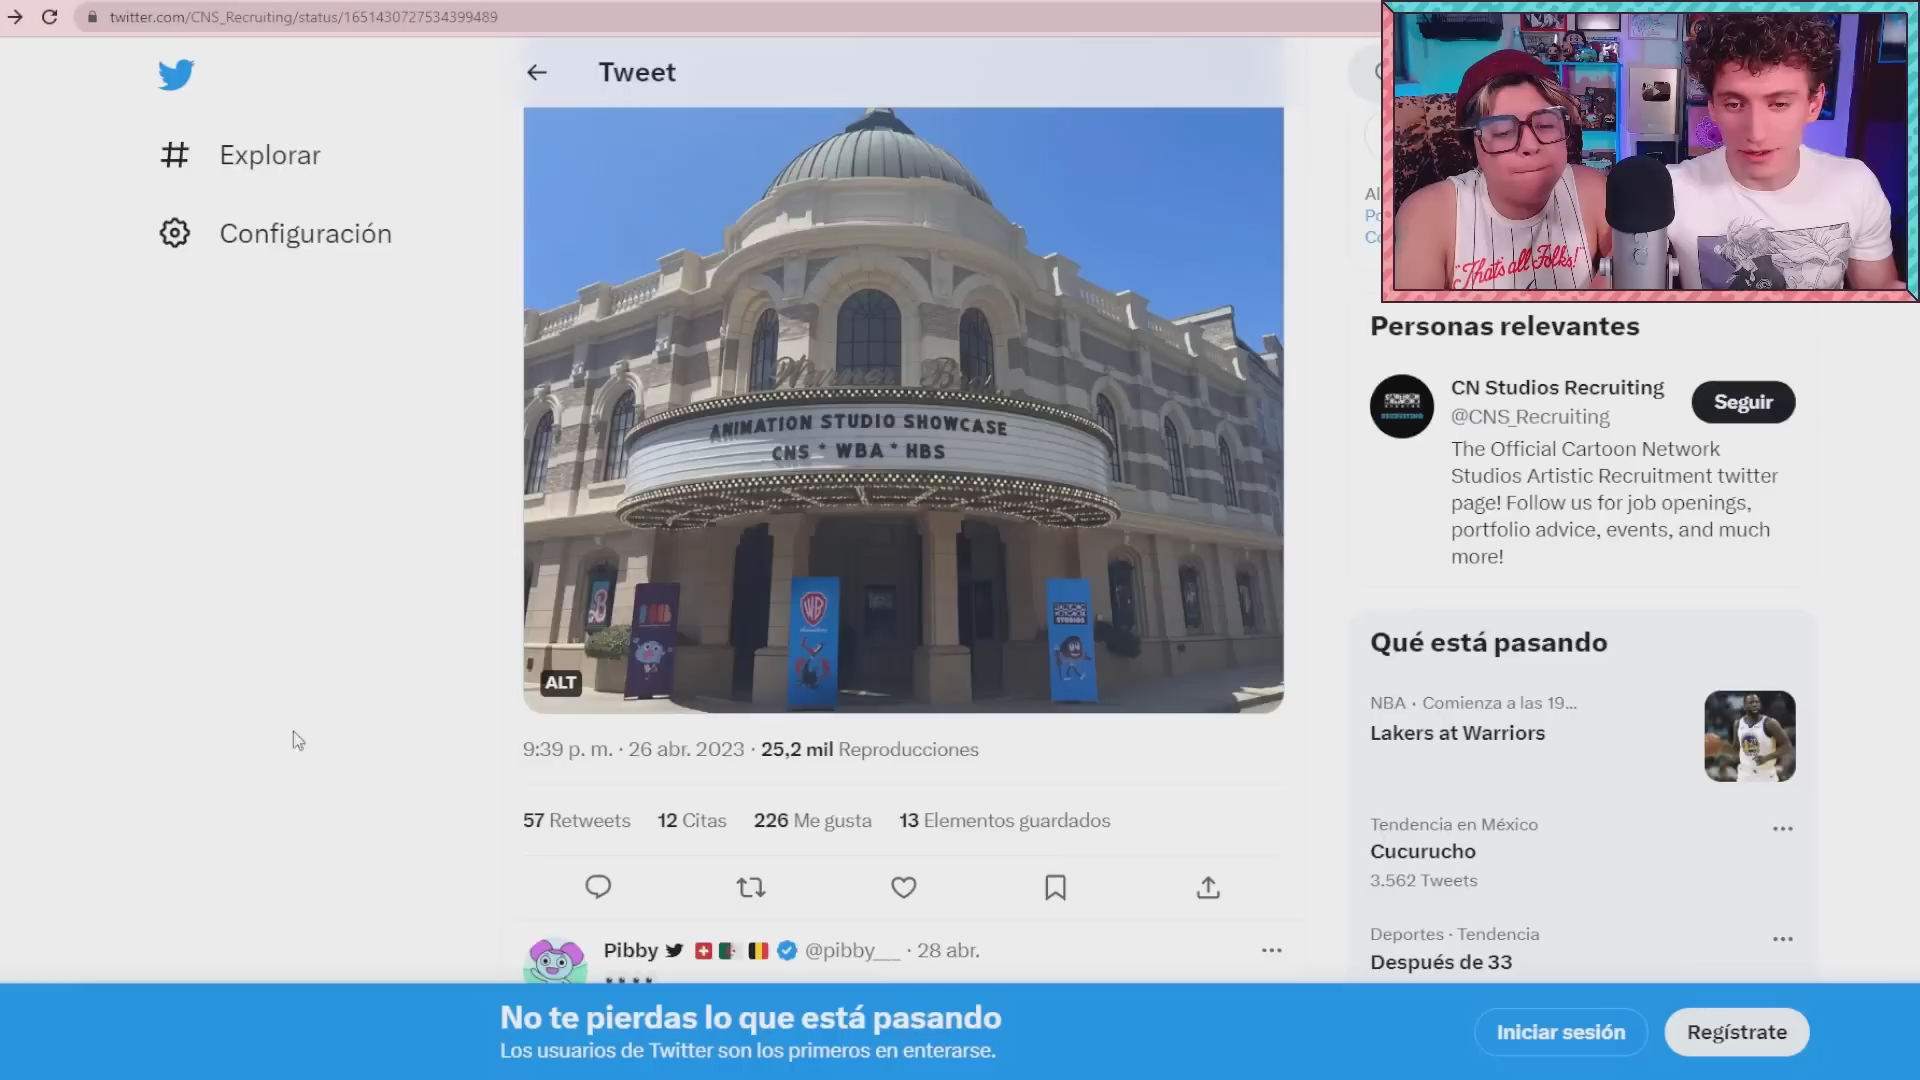 twitter.com/CNS_Recruiting/status/1651430727534399489
Tweet
Explorar
Configuración
Warner Bros
ANIMATION STUDIO SHOWCASE
CNS * WBA * HBS
WB
STUDIOS
ALT
"That's all Folks!"
9:39 p. m. · 26 abr. 2023 · 25,2 mil Reproducciones
57 Retweets 12 Citas 226 Me gusta 13 Elementos guardados
Pibby @pibby__ · 28 abr.
Personas relevantes
CN Studios Recruiting
@CNS_Recruiting
Seguir
The Official Cartoon Network
Studios Artistic Recruitment twitter
page! Follow us for job openings,
portfolio advice, events, and much
more!
Qué está pasando
NBA · Comienza a las 19...
Lakers at Warriors
Tendencia en México
Cucurucho
3.562 Tweets
Deportes · Tendencia
Después de 33
No te pierdas lo que está pasando
Los usuarios de Twitter son los primeros en enterarse.
Iniciar sesión
Regístrate